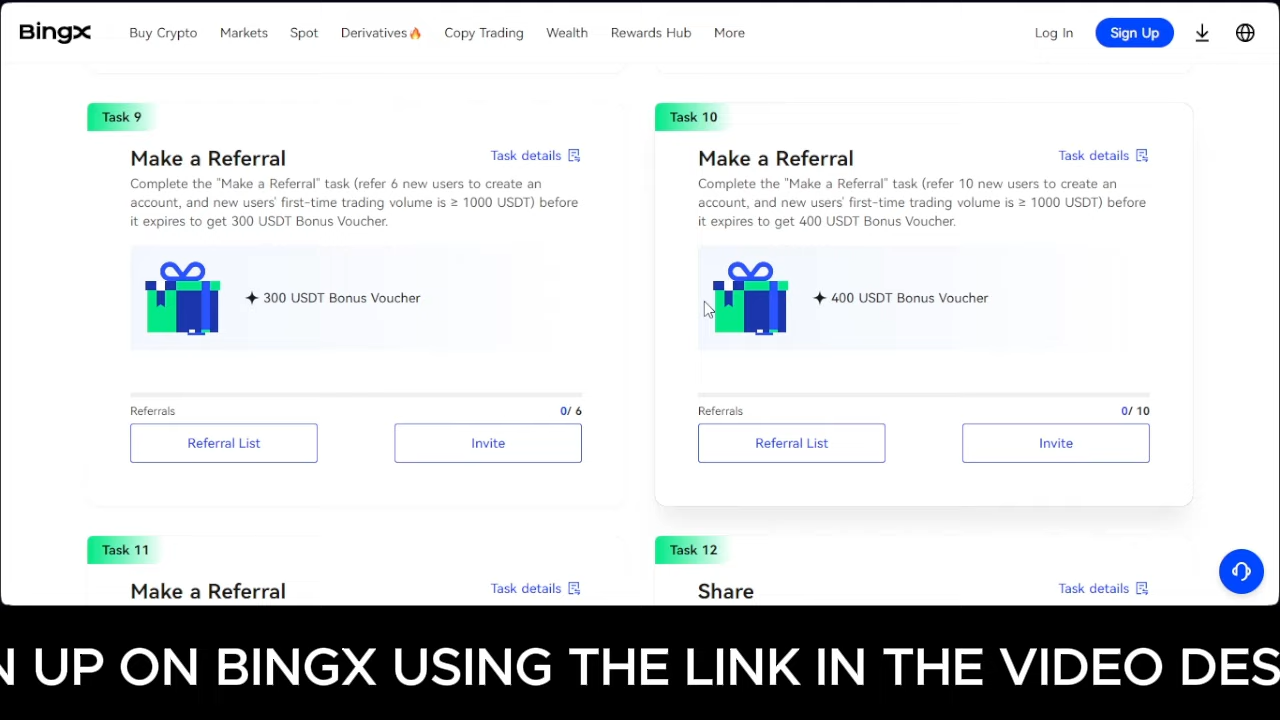 BingX
Buy Crypto Markets Spot Derivatives🔥 Copy Trading Wealth Rewards Hub More Log In Sign Up
Task 9
Make a Referral Task details
Complete the "Make a Referral" task (refer 6 new users to create an
account, and new users' first-time trading volume is ≥ 1000 USDT) before
it expires to get 300 USDT Bonus Voucher.
300 USDT Bonus Voucher
Referrals 0/ 6
Referral List Invite
Task 10
Make a Referral Task details
Complete the "Make a Referral" task (refer 10 new users to create an
account, and new users' first-time trading volume is ≥ 1000 USDT) before
it expires to get 400 USDT Bonus Voucher.
400 USDT Bonus Voucher
Referrals 0/ 10
Referral List Invite
Task 11
Make a Referral Task details
Task 12
Share Task details
N UP ON BINGX USING THE LINK IN THE VIDEO DES